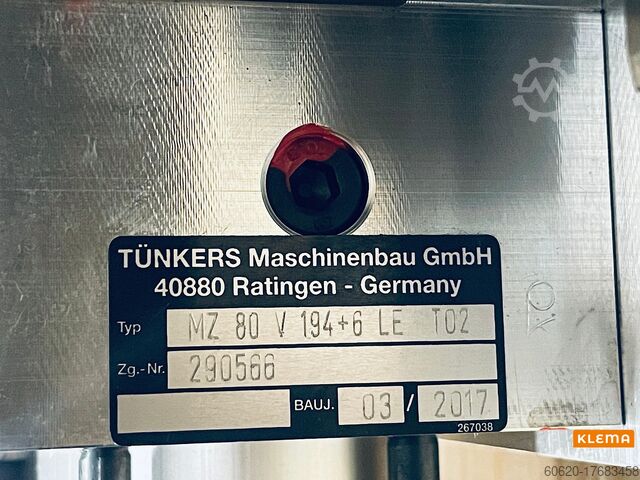 TÜNKERS Maschinenbau GmbH
40880 Ratingen - Germany
Typ MZ 80 V 194+6 LE T02
Zg.-Nr. 290566
BAUJ. 03 / 2017
267038
KLEMA
60620-17683458